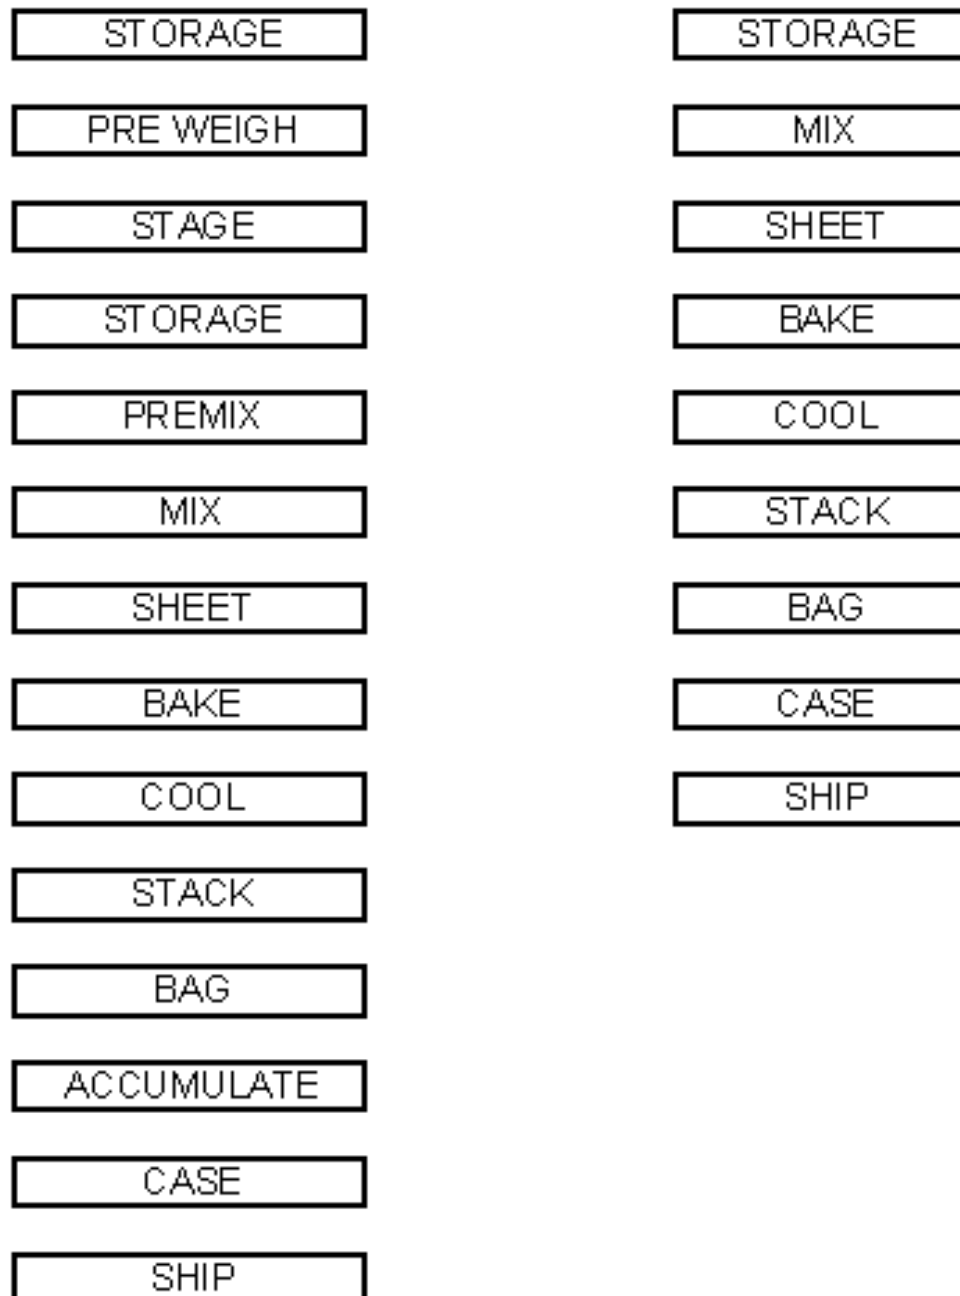 STORAGE
PRE WEIGH
STAGE
STORAGE
PREMIX
MIX
SHEET
BAKE
COOL
STACK
BAG
ACCUMULATE
CASE
SHIP
STORAGE
MIX
SHEET
BAKE
COOL
STACK
BAG
CASE
SHIP